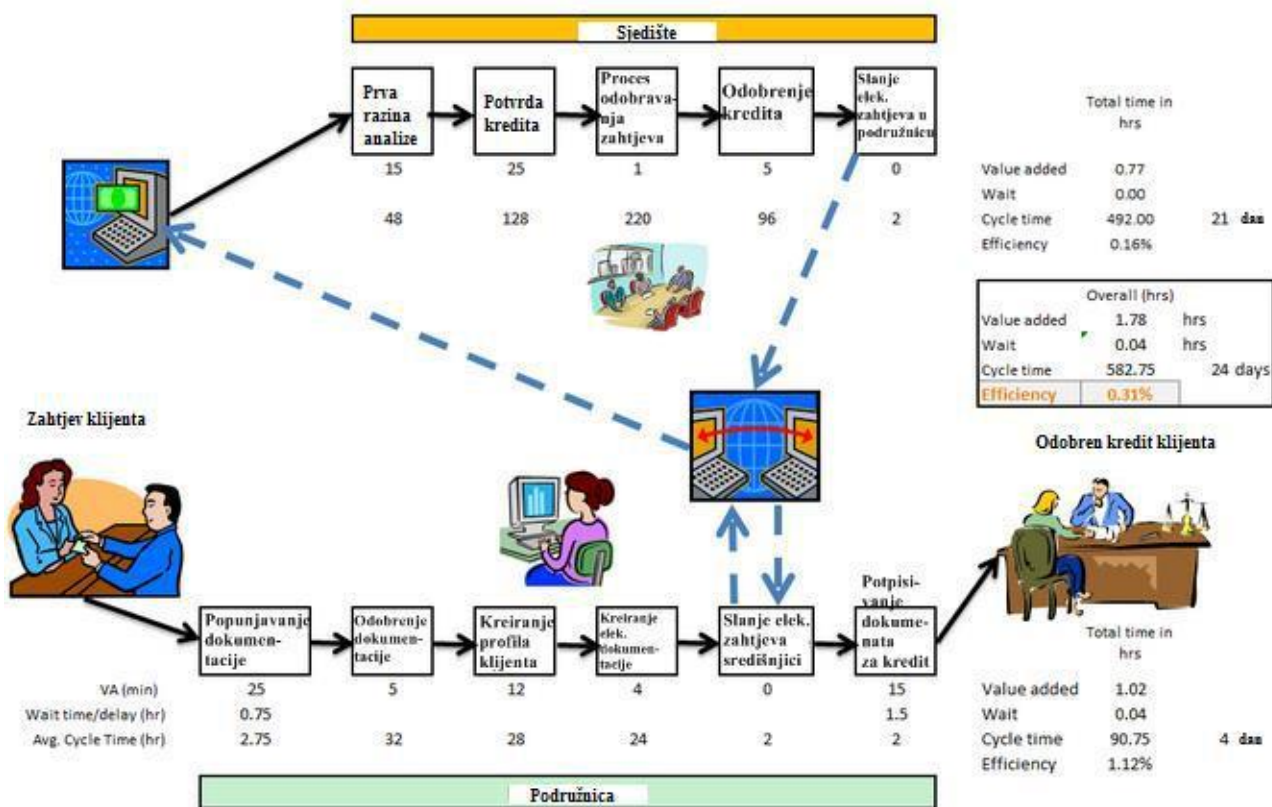 Sjedište
Prva
razina
analize
Potvrda
kredita
Proces
odobrava-
nja
zahtjeva
Odobrenje
kredita
Slanje
elek.
zahtjeva u
podružnicu
15 25 1 5 0
48 128 220 96 2
Total time in
hrs
Value added 0.77
Wait 0.00
Cycle time 492.00 21 dan
Efficiency 0.16%
Overall (hrs)
Value added 1.78 hrs
Wait 0.04 hrs
Cycle time 582.75 24 days
Efficiency 0.31%
Zahtjev klijenta
Odobren kredit klijenta
Popunjavanje
dokumen-
tacije
Odobrenje
dokumen-
tacije
Kreiranje
profila
klijenta
Kreiranje
elek.
dokumen-
tacije
Slanje elek.
zahtjeva
središnjici
Potpisi-
vanje
dokume-
nata
za kredit
VA (min) 25 5 12 4 0 15
Wait time/delay (hr) 0.75 1.5
Avg. Cycle Time (hr) 2.75 32 28 24 2 2
Total time in
hrs
Value added 1.02
Wait 0.04
Cycle time 90.75 4 dan
Efficiency 1.12%
Podružnica